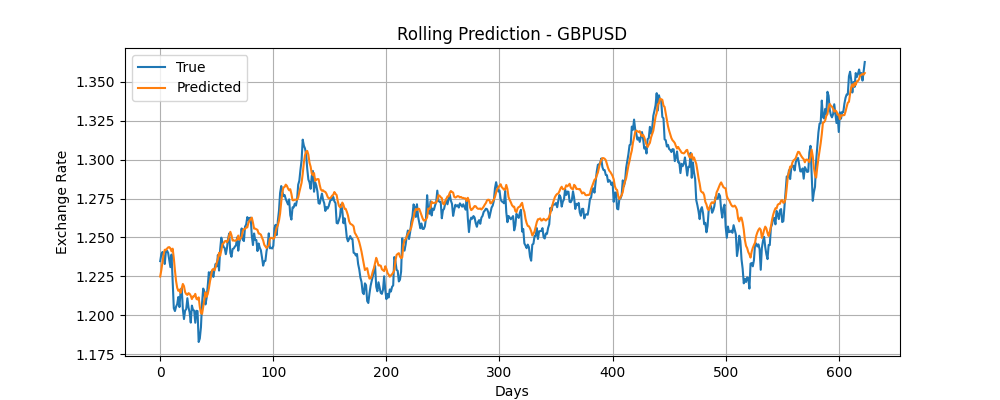 Rolling Prediction - GBPUSD
True
Predicted
Exchange Rate
1.350
1.325
1.300
1.275
1.250
1.225
1.200
1.175
0 100 200 300 400 500 600
Days